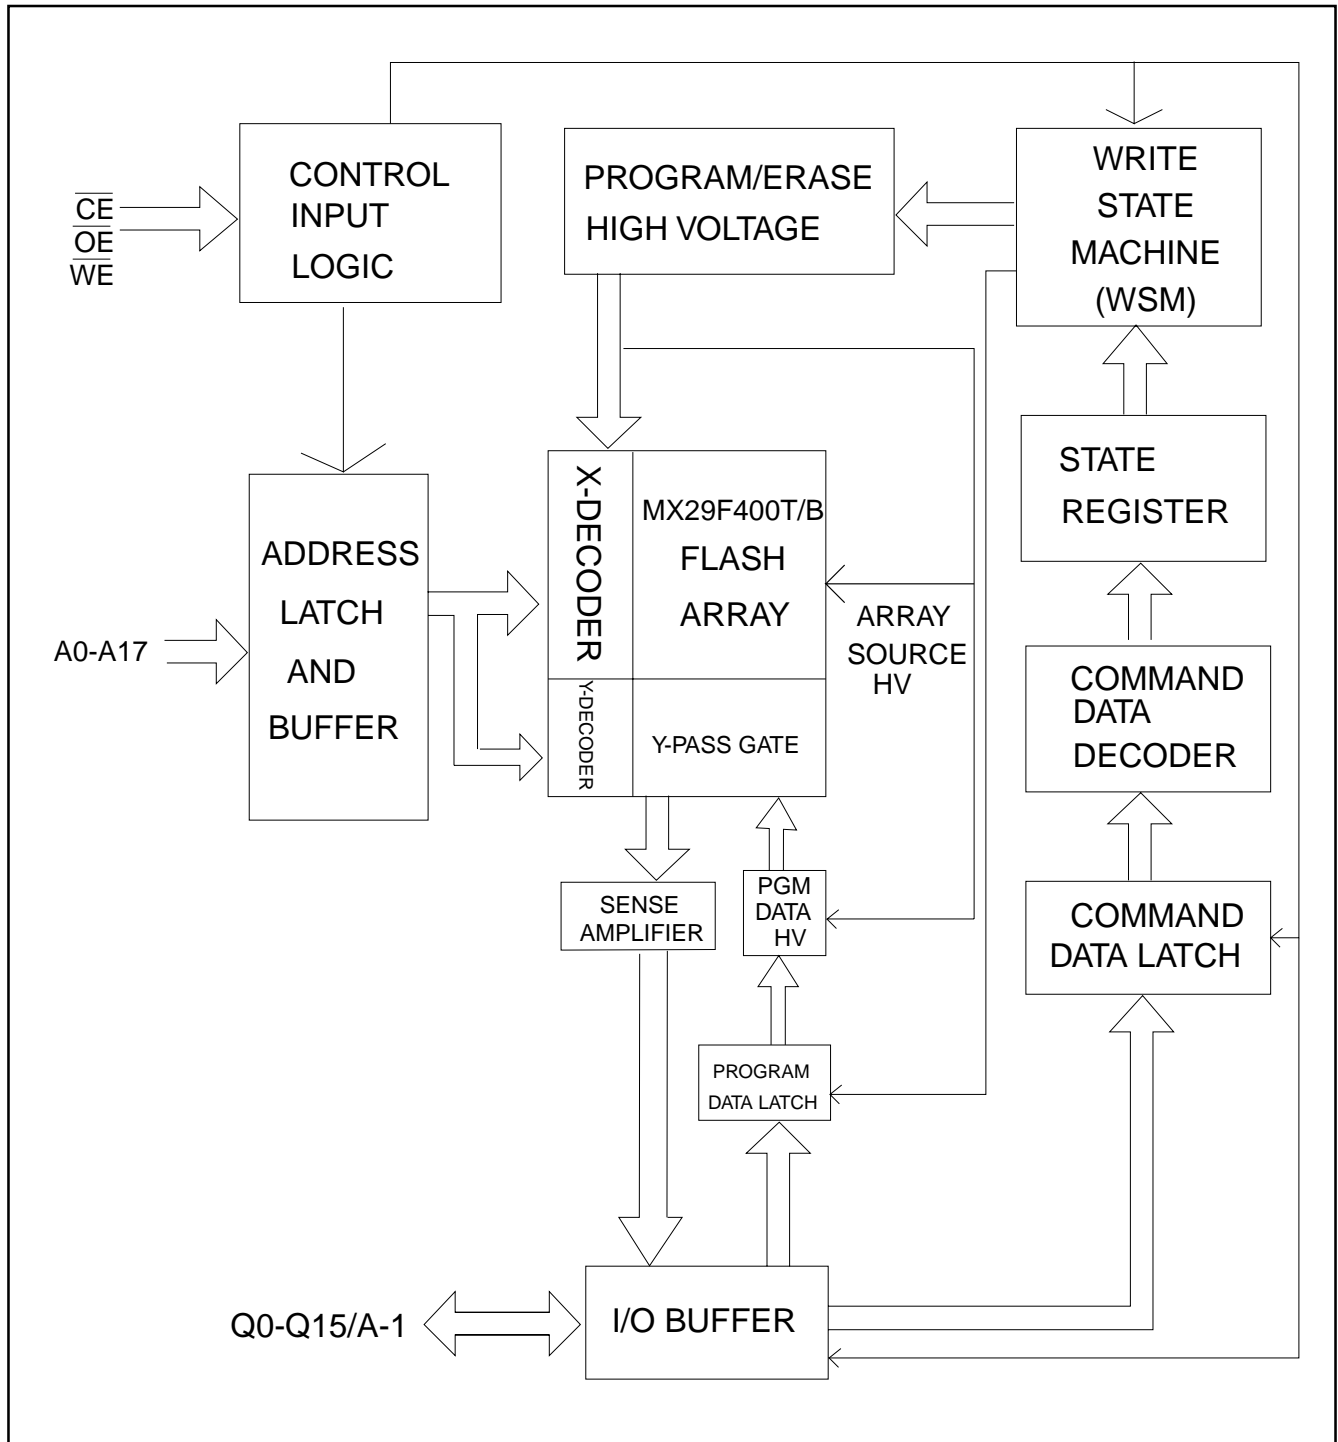 CONTROL
INPUT
LOGIC
PROGRAM/ERASE
HIGH VOLTAGE
WRITE
STATE
MACHINE
(WSM)
CE
OE
WE
STATE
REGISTER
X-DECODER
MX29F400T/B
FLASH
ARRAY
ADDRESS
LATCH
AND
BUFFER
A0-A17
ARRAY
SOURCE
HV
Y-DECODER
Y-PASS GATE
COMMAND
DATA
DECODER
SENSE
AMPLIFIER
PGM
DATA
HV
COMMAND
DATA LATCH
PROGRAM
DATA LATCH
Q0-Q15/A-1
I/O BUFFER